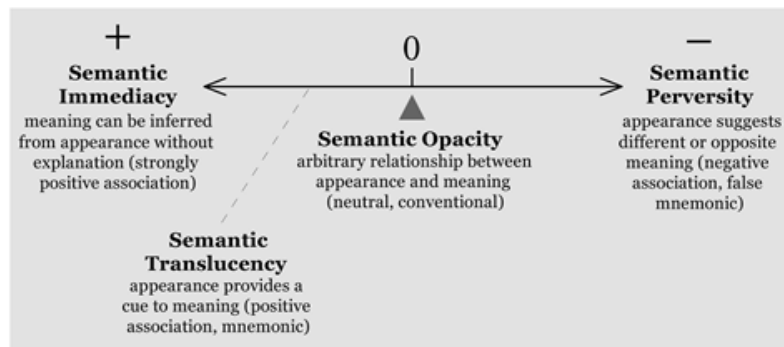 +
Semantic
Immediacy
meaning can be inferred
from appearance without
explanation (strongly
positive association)
0
Semantic Opacity
arbitrary relationship between
appearance and meaning
(neutral, conventional)
−
Semantic
Perversity
appearance suggests
different or opposite
meaning (negative
association, false
mnemonic)
Semantic
Translucency
appearance provides a
cue to meaning (positive
association, mnemonic)